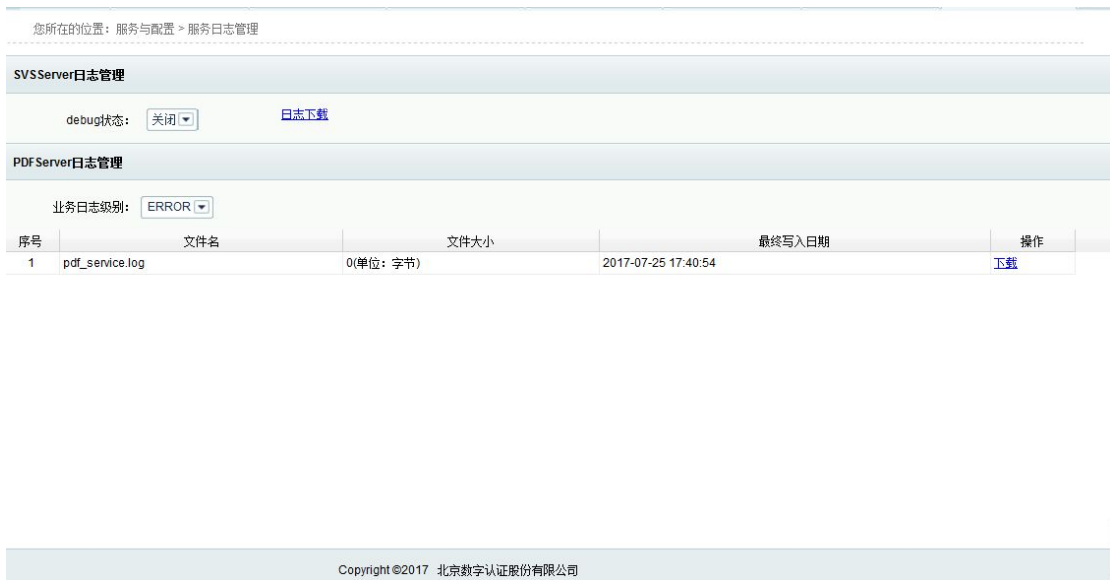 您所在的位置：服务与配置 > 服务日志管理
SVSServer日志管理
debug状态： 关闭 日志下载
PDFServer日志管理
业务日志级别： ERROR
序号 文件名 文件大小 最终写入日期 操作
1 pdf_service.log 0(单位：字节) 2017-07-25 17:40:54 下载
Copyright ©2017 北京数字认证股份有限公司